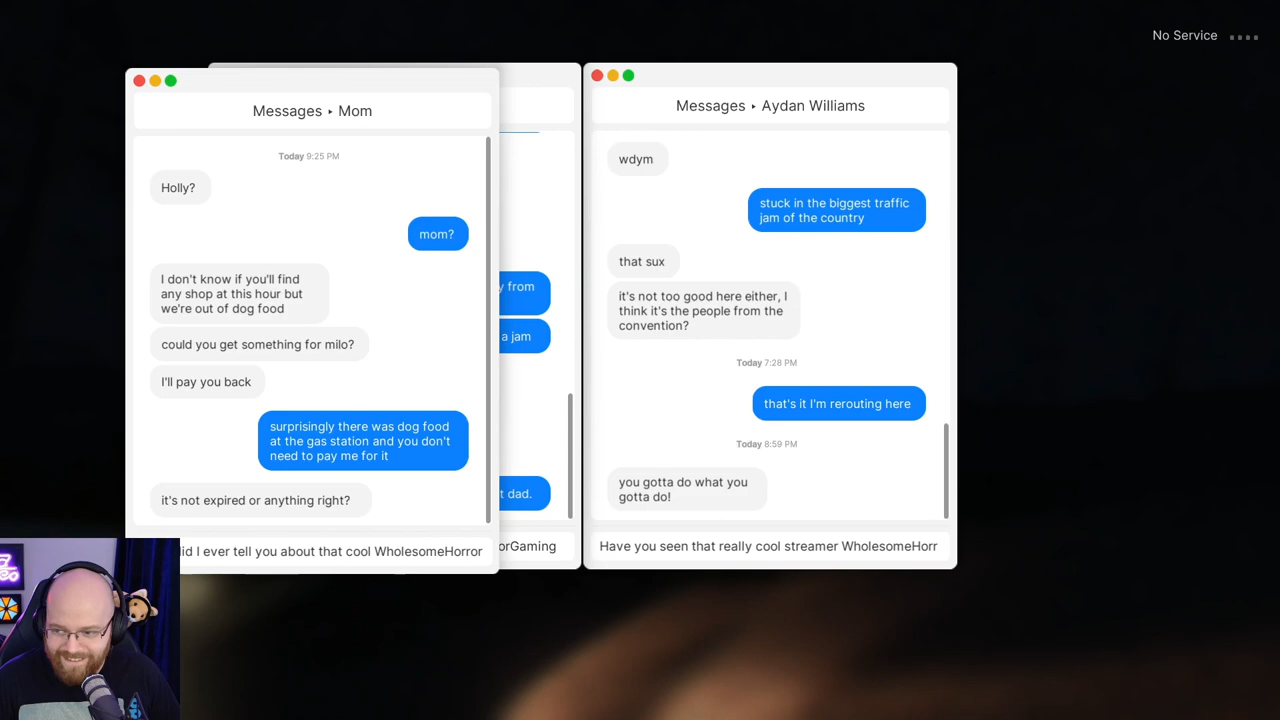 No Service
Messages ▸ Mom
Today 9:25 PM
Holly?
mom?
I don't know if you'll find
any shop at this hour but
we're out of dog food
could you get something for milo?
I'll pay you back
surprisingly there was dog food
at the gas station and you don't
need to pay me for it
it's not expired or anything right?
I ever tell you about that cool WholesomeHorror
from
a jam
dad.
orGaming
Messages ▸ Aydan Williams
wdym
stuck in the biggest traffic
jam of the country
that sux
it's not too good here either, I
think it's the people from the
convention?
Today 7:28 PM
that's it I'm rerouting here
Today 8:59 PM
you gotta do what you
gotta do!
Have you seen that really cool streamer WholesomeHorr